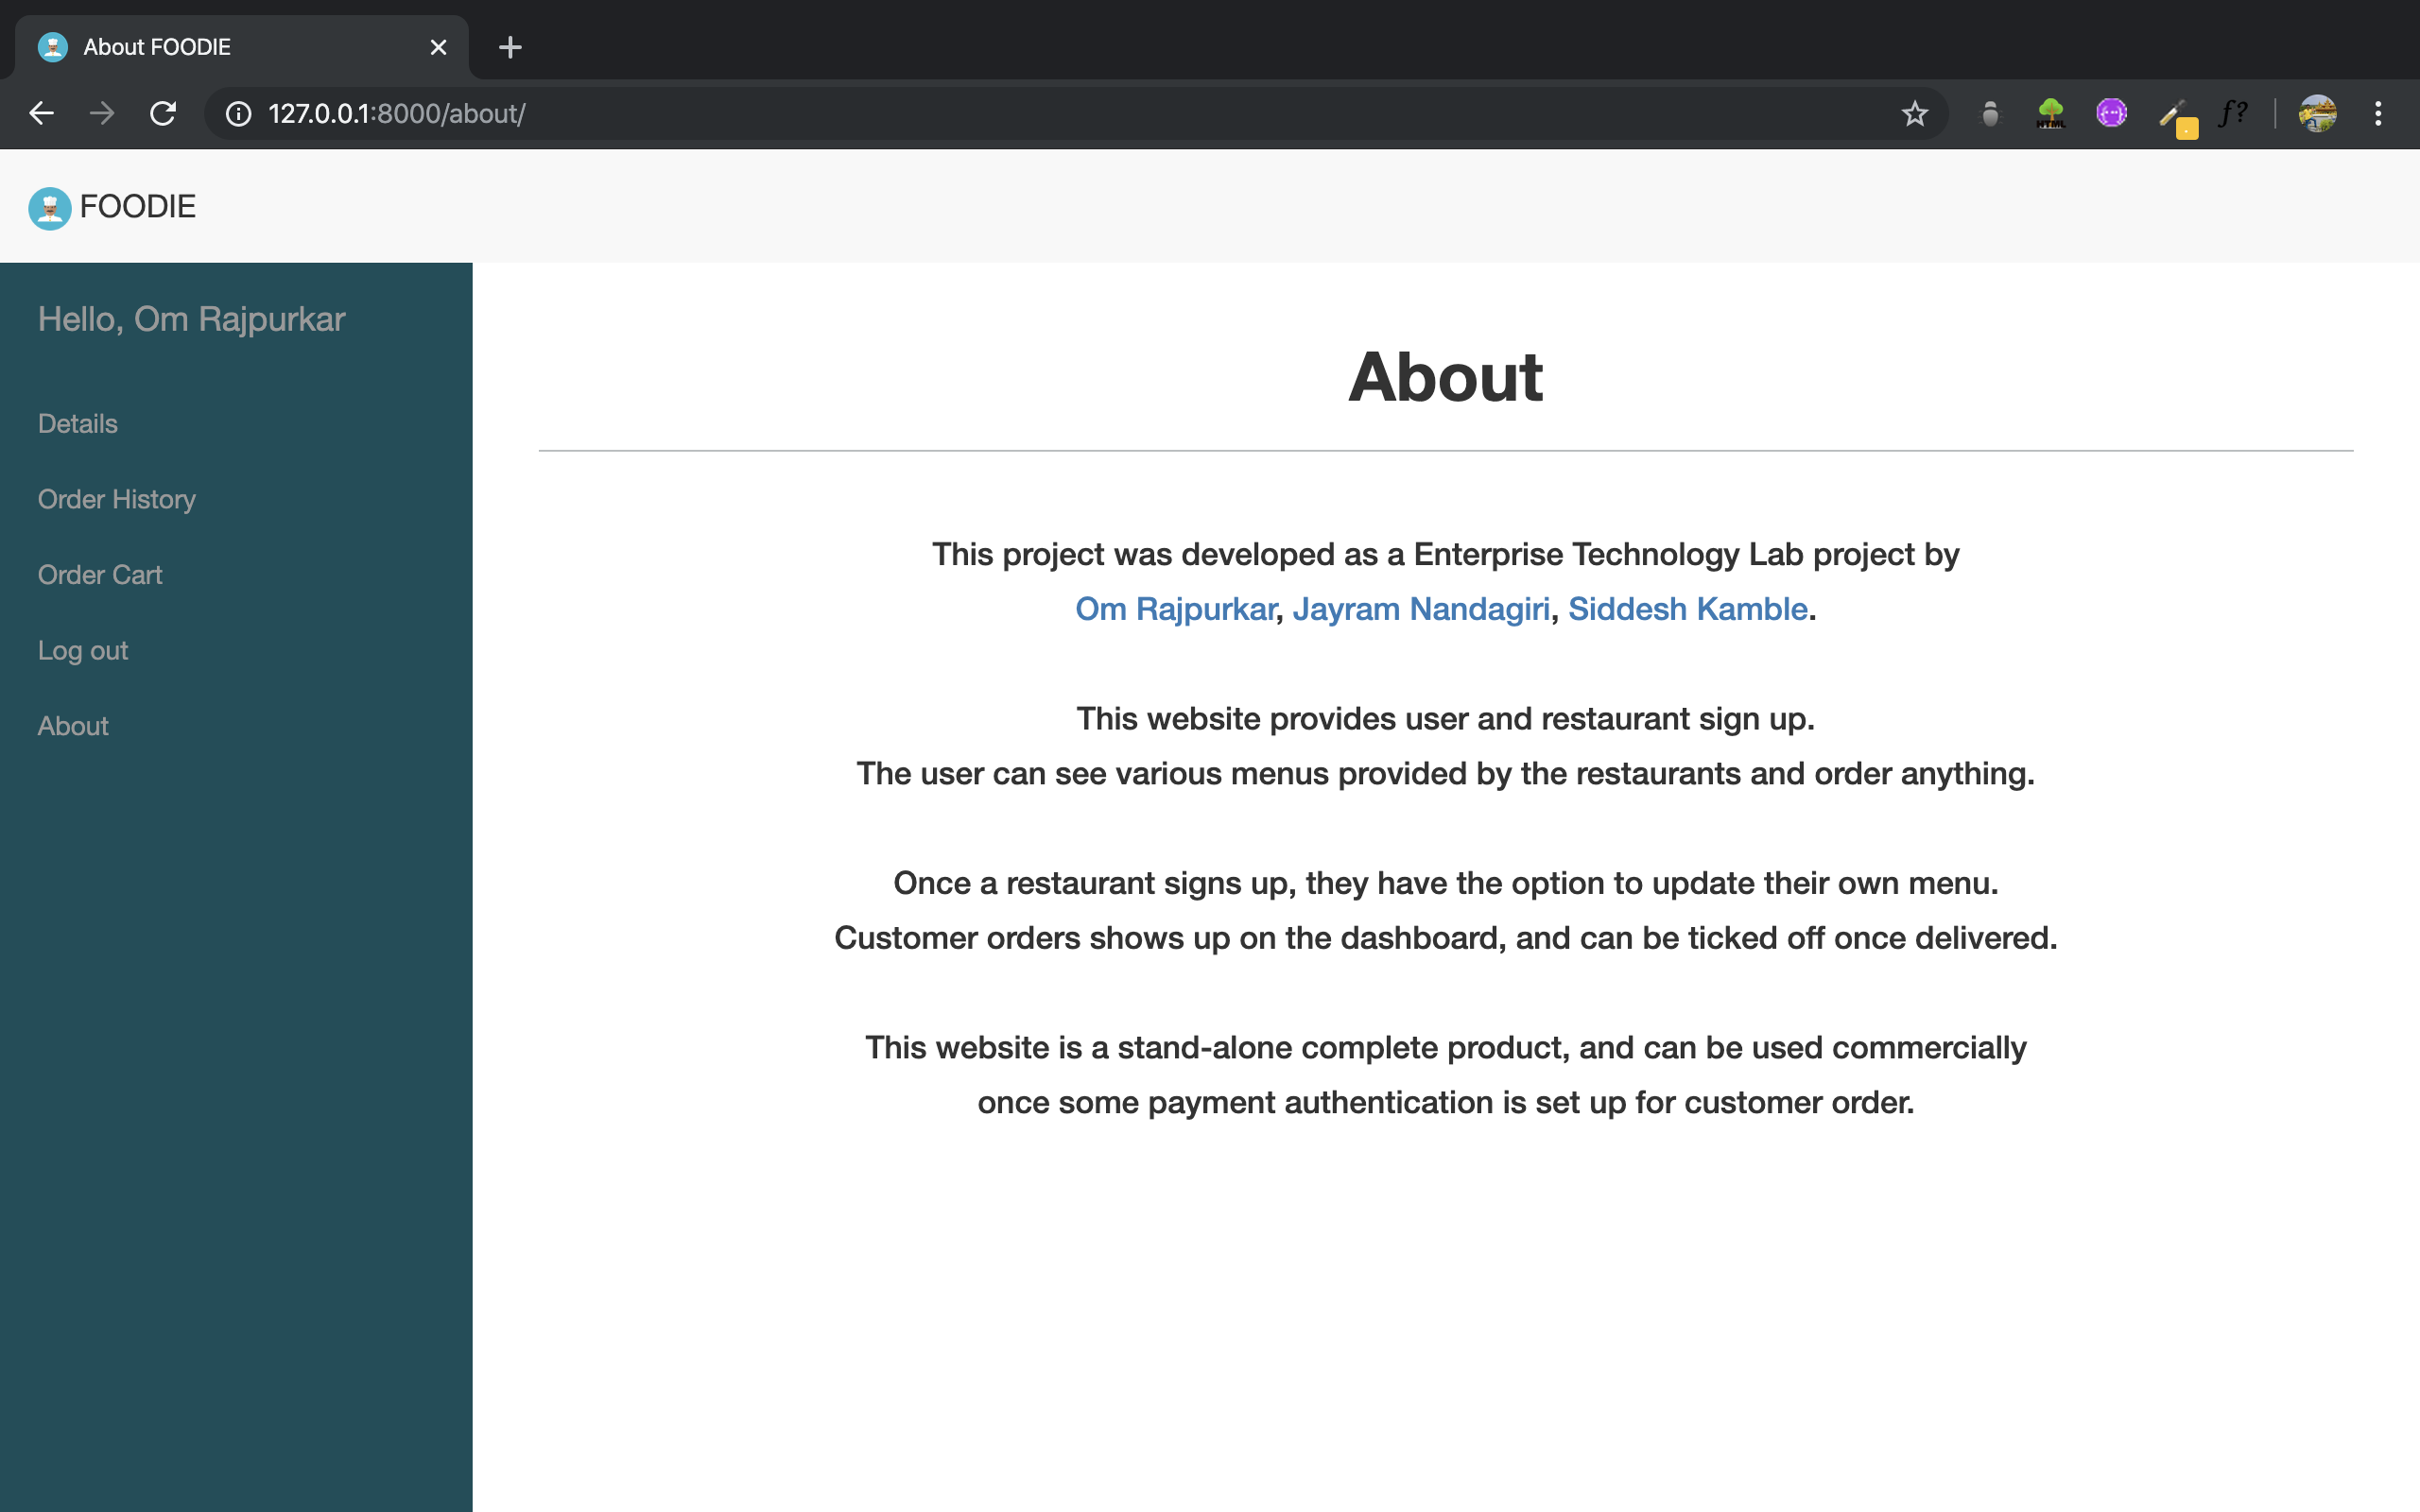 About FOODIE
127.0.0.1:8000/about/
HTML
f?
FOODIE
Hello, Om Rajpurkar
Details
Order History
Order Cart
Log out
About
About
This project was developed as a Enterprise Technology Lab project by
Om Rajpurkar, Jayram Nandagiri, Siddesh Kamble.
This website provides user and restaurant sign up.
The user can see various menus provided by the restaurants and order anything.
Once a restaurant signs up, they have the option to update their own menu.
Customer orders shows up on the dashboard, and can be ticked off once delivered.
This website is a stand-alone complete product, and can be used commercially
once some payment authentication is set up for customer order.